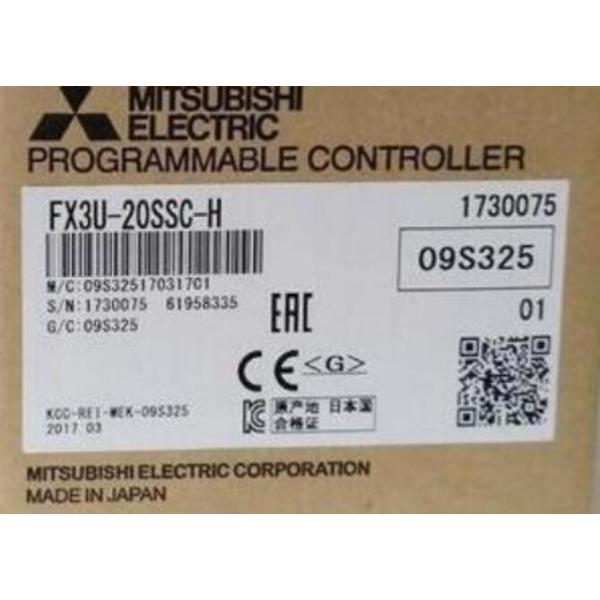 MITSUBISHI
ELECTRIC
PROGRAMMABLE CONTROLLER
FX3U-20SSC-H
1730075
M/C:09S32517031701
S/N:1730075 61958335
G/C:09S325
09S325
01
EAC
CE <G>
KCC-REI-MEK-09S325
2017 03
原产地 日本国
合格证
MITSUBISHI ELECTRIC CORPORATION
MADE IN JAPAN